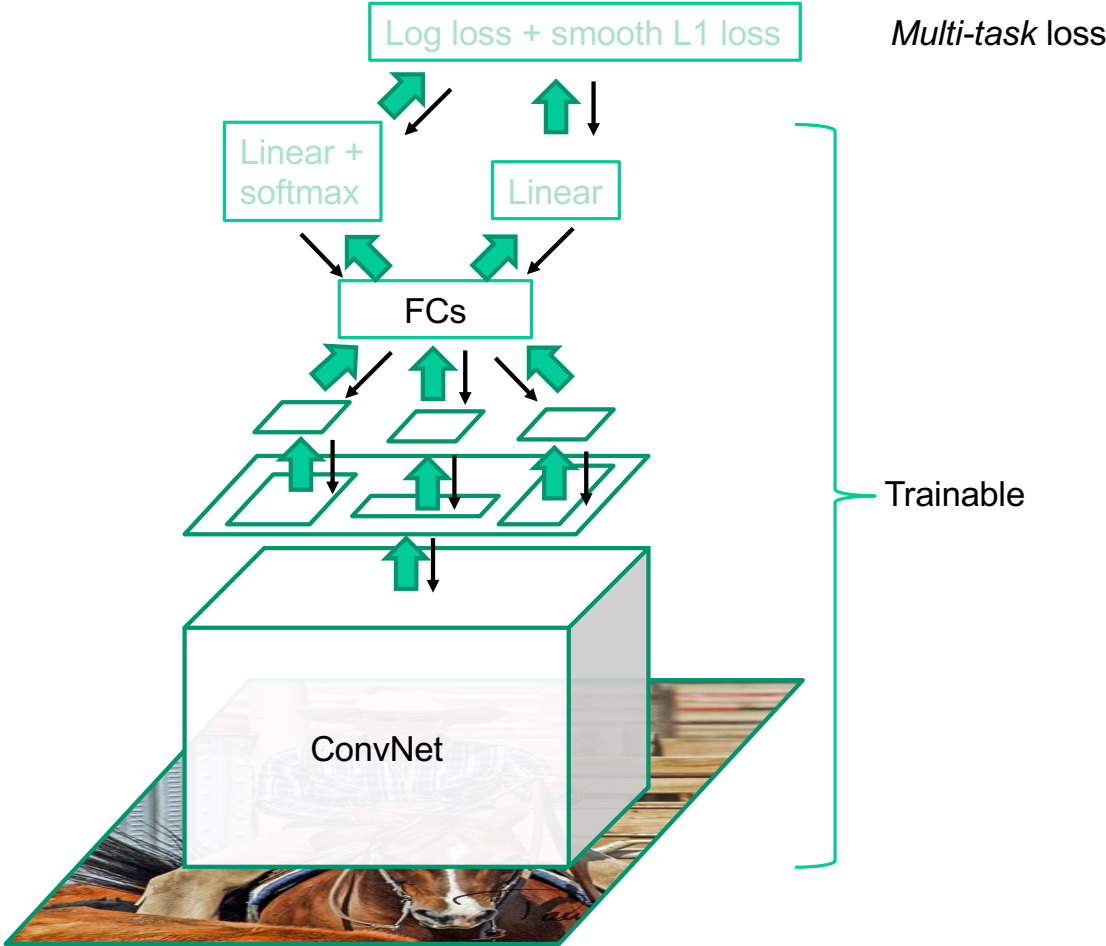 Log loss + smooth L1 loss
Multi-task loss
Linear +
softmax
Linear
FCs
Trainable
ConvNet